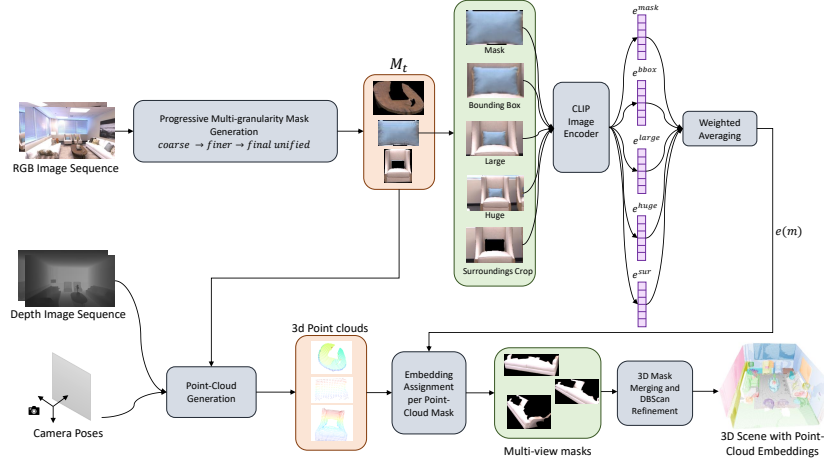 RGB Image Sequence
Progressive Multi-granularity Mask
Generation
coarse → finer → final unified
M_t
Mask
Bounding Box
Large
Huge
Surroundings Crop
CLIP
Image
Encoder
e^{mask}
e^{bbox}
e^{large}
e^{huge}
e^{sur}
Weighted
Averaging
e(m)
Depth Image Sequence
Camera Poses
Point-Cloud
Generation
3d Point clouds
Embedding
Assignment
per Point-
Cloud Mask
Multi-view masks
3D Mask
Merging and
DBScan
Refinement
3D Scene with Point-
Cloud Embeddings